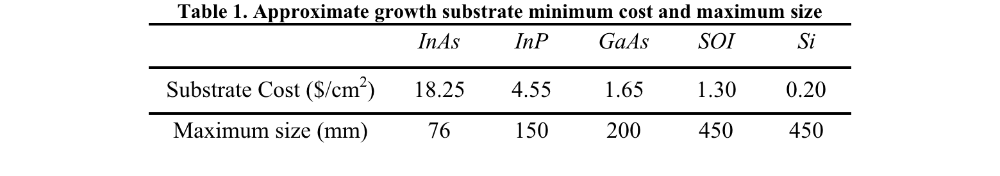 Table 1. Approximate growth substrate minimum cost and maximum size
InAs InP GaAs SOI Si
Substrate Cost ($/cm²) 18.25 4.55 1.65 1.30 0.20
Maximum size (mm) 76 150 200 450 450